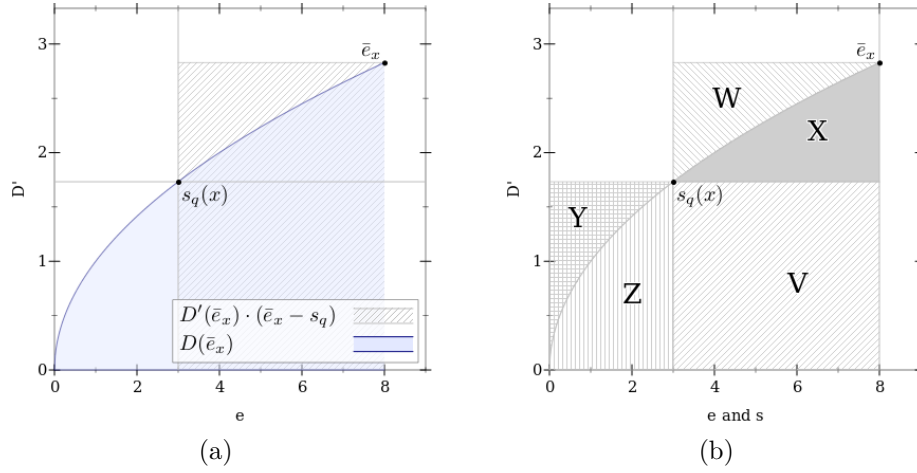 3
2
1
0
D'
0
2
4
6
8
e
ē_x
s_q(x)
D'(ē_x) · (ē_x − s_q)
D(ē_x)
(a)
3
2
1
0
D'
0
2
4
6
8
e and s
ē_x
W
X
s_q(x)
Y
Z
V
(b)